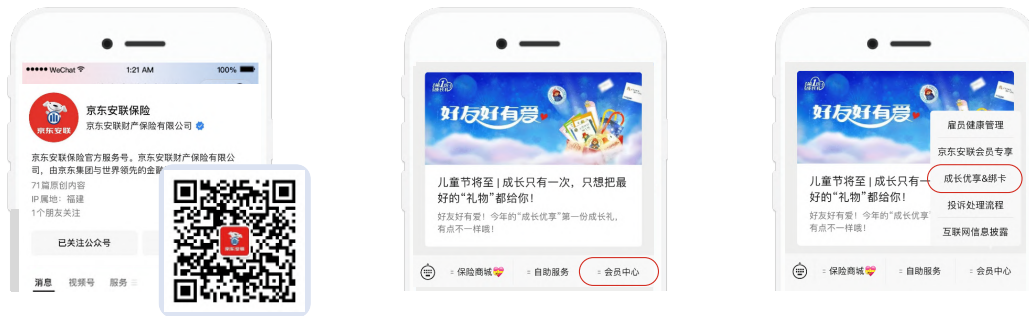 WeChat
1:21 AM
100%
京东安联
京东安联保险
京东安联财产保险有限公司
京东安联保险官方服务号。京东安联财产保险有限公
司，由京东集团与世界领先的金融
71篇原创内容
IP属地：福建
1个朋友关注
已关注公众号
消息
视频号
服务
好友好有爱
儿童节将至 | 成长只有一次，只想把最
好的“礼物”都给你！
好友好有爱！今年的“成长优享”第一份成长礼，
有点不一样哦！
保险商城
自助服务
会员中心
好友好有爱
雇员健康管理
京东安联会员专享
成长优享&绑卡
投诉处理流程
互联网信息披露
儿童节将至 | 成长只有一
好的“礼物”都给你！
好友好有爱！今年的“成长优享”
有点不一样哦！
保险商城
自助服务
会员中心